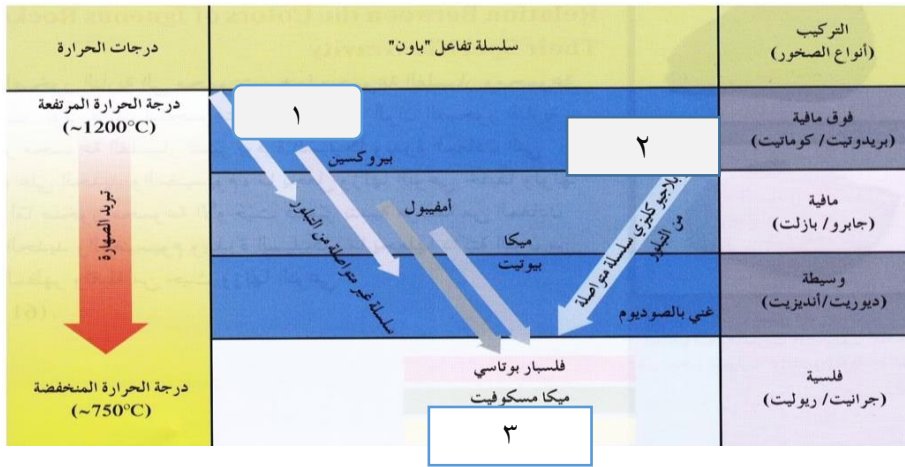 التركيب
(أنواع الصخور)
سلسلة تفاعل "باون"
درجات الحرارة
فوق مافية
(بريدوتيت/ كوماتيت)
مافية
(جابرو/ بازلت)
وسيطة
(ديوريت/أنديزيت)
فلسية
(جرانيت/ ريوليت)
١
٢
بيروكسين
أمفيبول
ميكا
بيوتيت
بلاجيوكليزي سلسلة متواصلة
من التبلور
سلسلة غير متواصلة من التبلور
غني بالصوديوم
فلسبار بوتاسي
ميكا مسكوفيت
٣
درجة الحرارة المرتفعة
(~1200°C)
تبريد الصهارة
درجة الحرارة المنخفضة
(~750°C)